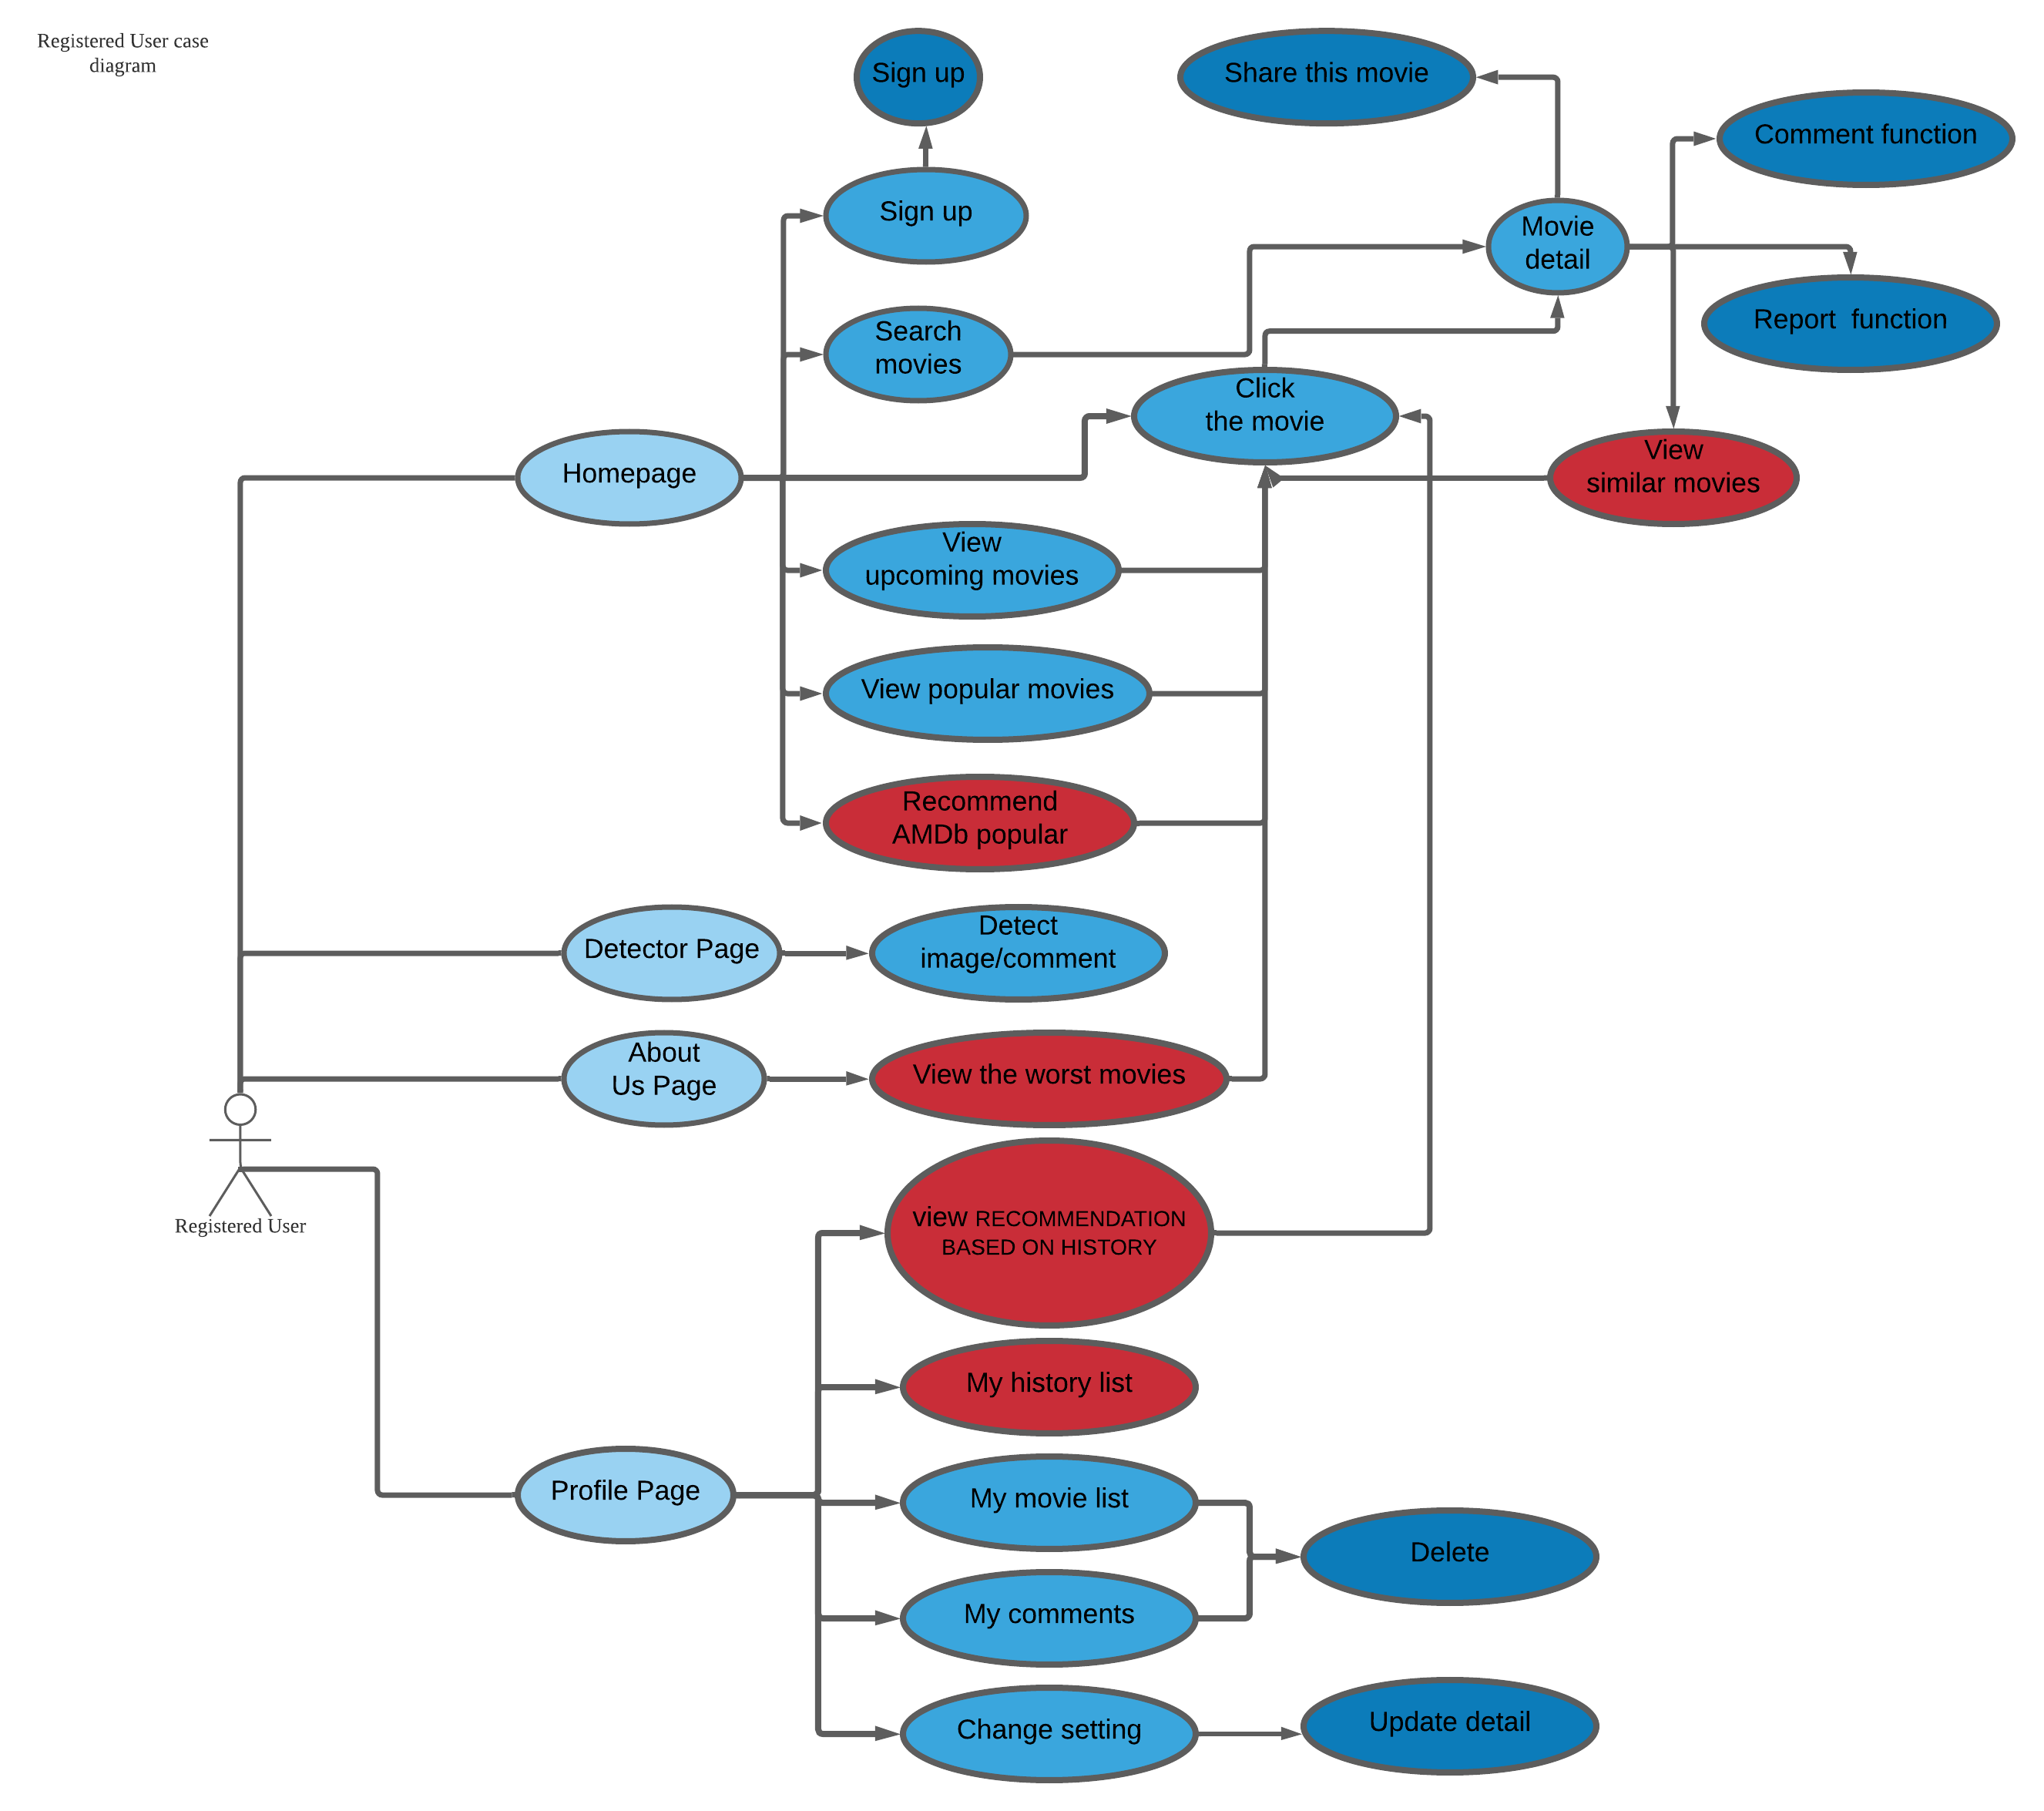 Registered User case
diagram
Sign up
Share this movie
Comment function
Sign up
Movie
detail
Report  function
Search
movies
Click
the movie
Homepage
View
similar movies
View
upcoming movies
View popular movies
Recommend
AMDb popular
Detector Page
Detect
image/comment
About
Us Page
View the worst movies
Registered User
view RECOMMENDATION
BASED ON HISTORY
My history list
Profile Page
My movie list
Delete
My comments
Change setting
Update detail